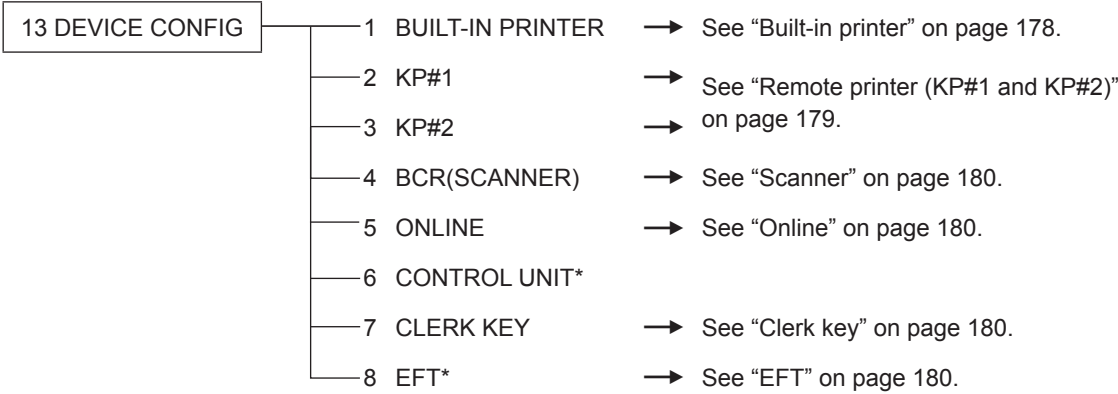 13 DEVICE CONFIG
1 BUILT-IN PRINTER See “Built-in printer” on page 178.
2 KP#1 See “Remote printer (KP#1 and KP#2)”
on page 179.
3 KP#2
4 BCR(SCANNER) See “Scanner” on page 180.
5 ONLINE See “Online” on page 180.
6 CONTROL UNIT*
7 CLERK KEY See “Clerk key” on page 180.
8 EFT* See “EFT” on page 180.